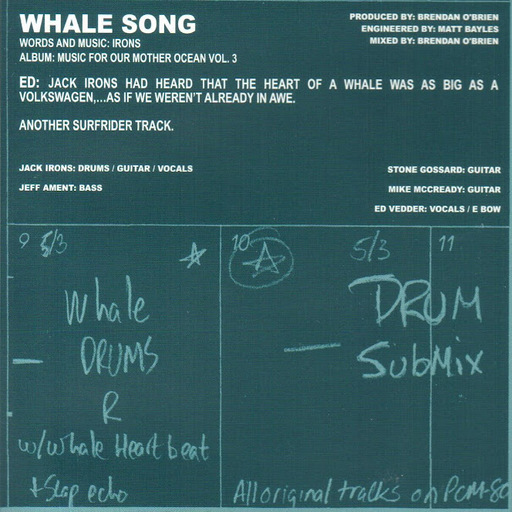 WHALE SONG
WORDS AND MUSIC: IRONS
ALBUM: MUSIC FOR OUR MOTHER OCEAN VOL. 3
PRODUCED BY: BRENDAN O'BRIEN
ENGINEERED BY: MATT BAYLES
MIXED BY: BRENDAN O'BRIEN
ED: JACK IRONS HAD HEARD THAT THE HEART OF A WHALE WAS AS BIG AS A
VOLKSWAGEN,...AS IF WE WEREN'T ALREADY IN AWE.
ANOTHER SURFRIDER TRACK.
JACK IRONS: DRUMS / GUITAR / VOCALS
JEFF AMENT: BASS
STONE GOSSARD: GUITAR
MIKE MCCREADY: GUITAR
ED VEDDER: VOCALS / E BOW
9 5/3
Whale
DRUMS
R
w/whale Heartbeat
+ Slap echo
10 5/3
DRUM
SubMix
11
All original tracks on PCM-80